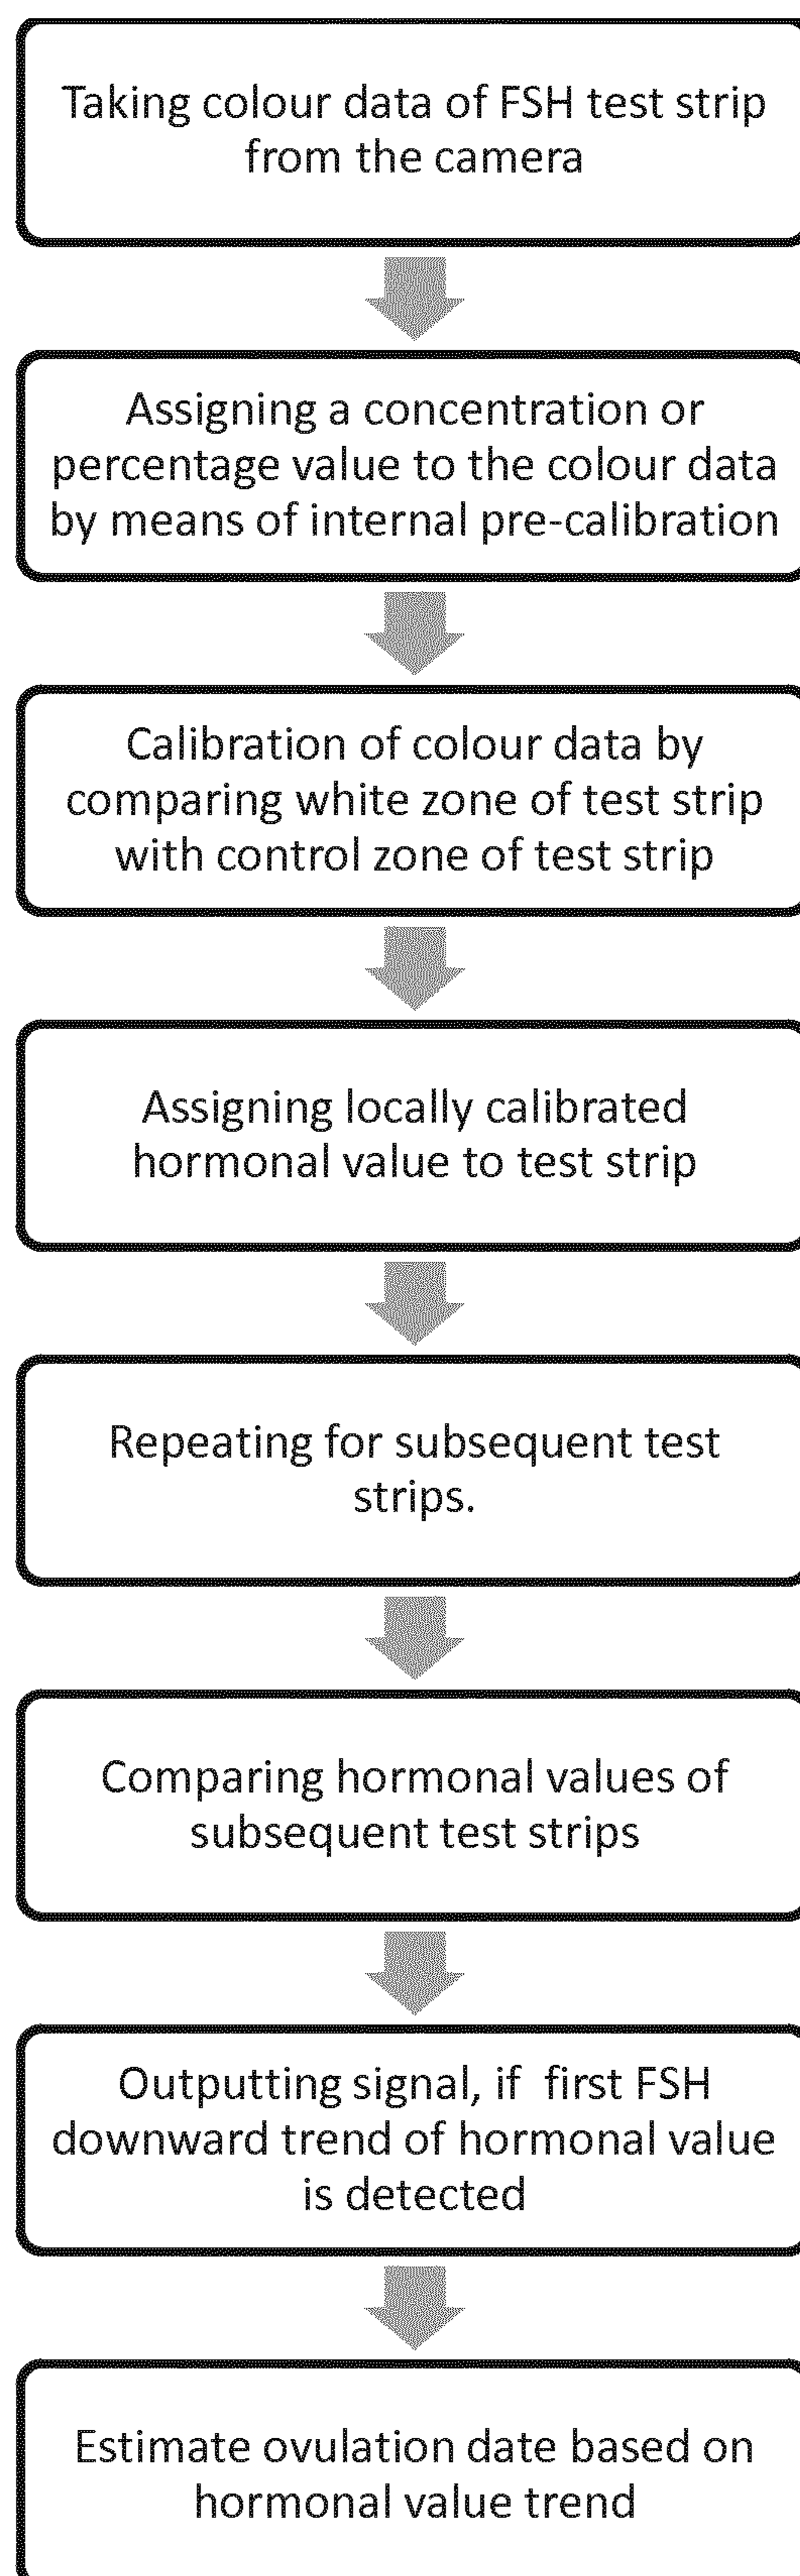 Taking colour data of FSH test strip
from the camera
Assigning a concentration or
percentage value to the colour data
by means of internal pre-calibration
Calibration of colour data by
comparing white zone of test strip
with control zone of test strip
Assigning locally calibrated
hormonal value to test strip
Repeating for subsequent test
strips.
Comparing hormonal values of
subsequent test strips
Outputting signal, if first FSH
downward trend of hormonal value
is detected
Estimate ovulation date based on
hormonal value trend